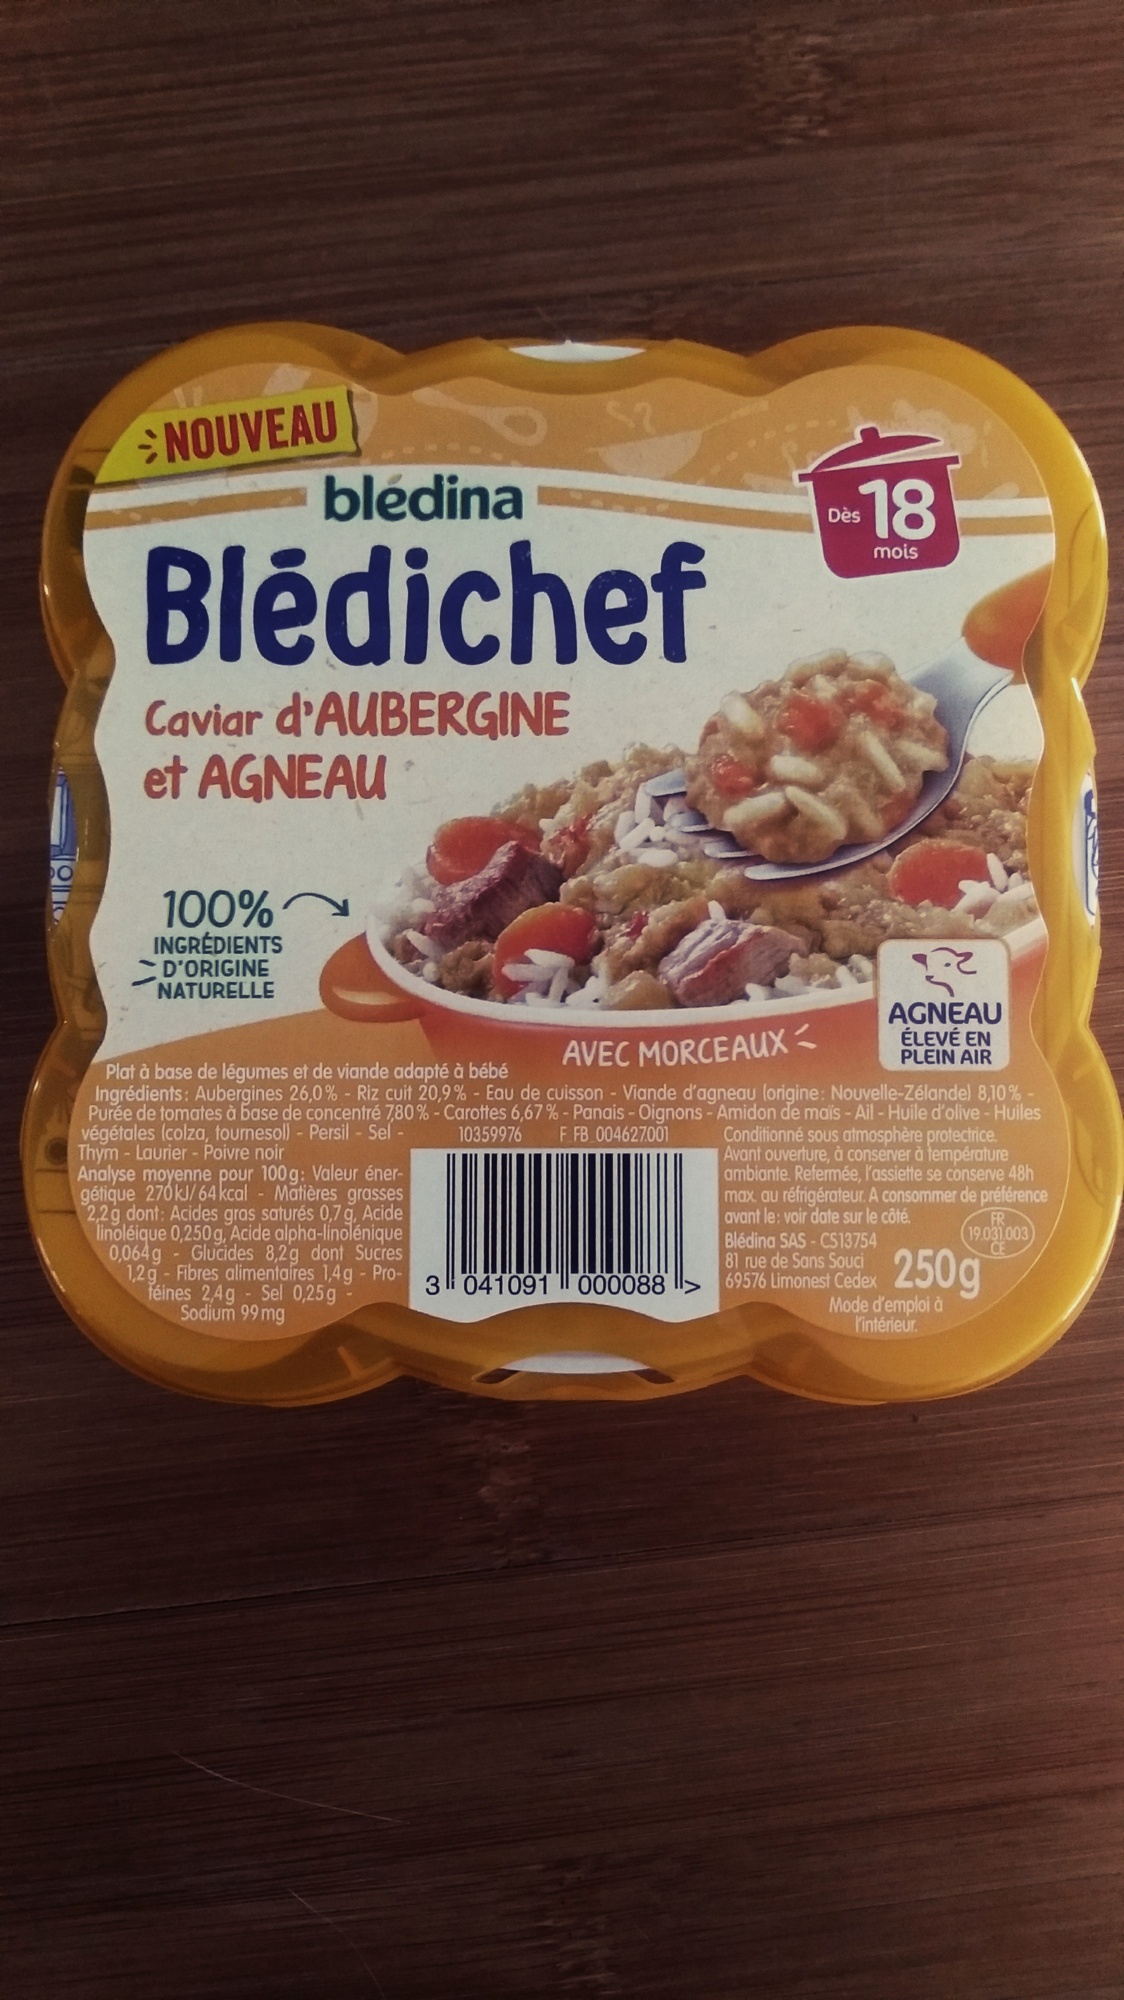 NOUVEAU
blédina
Dès 18
mois
Blédichef
Caviar d'AUBERGINE
et AGNEAU
100%
INGRÉDIENTS
D'ORIGINE
NATURELLE
AGNEAU
ÉLEVÉ EN
PLEIN AIR
AVEC MORCEAUX
Plat à base de légumes et de viande adapté à bébé
Ingrédients: Aubergines 26,0% - Riz cuit 20,9% - Eau de cuisson - Viande d'agneau (origine: Nouvelle-Zélande) 8,10% -
Purée de tomates à base de concentré 7,80% - Carottes 6,67% - Panais - Oignons - Amidon de maïs - Ail - Huile d'olive - Huiles
végétales (colza, tournesol) - Persil - Sel -
Thym - Laurier - Poivre noir
Analyse moyenne pour 100g: Valeur éner-
gétique 270kJ/64kcal - Matières grasses
2,2g dont: Acides gras saturés 0,7g, Acide
linoléique 0,250g, Acide alpha-linolénique
0,064g - Glucides 8,2g dont Sucres
1,2g - Fibres alimentaires 1,4g - Pro-
téines 2,4g - Sel 0,25g -
Sodium 99mg
10359976 F_FB_004627.001
3 041091 000088 >
Conditionné sous atmosphère protectrice.
Avant ouverture, à conserver à température
ambiante. Refermée, l'assiette se conserve 48h
max. au réfrigérateur. A consommer de préférence
avant le: voir date sur le côté.
Blédina SAS - CS13754
81 rue de Sans Souci
69576 Limonest Cedex
FR
19.031.003
CE
250g
Mode d'emploi à
l'intérieur.